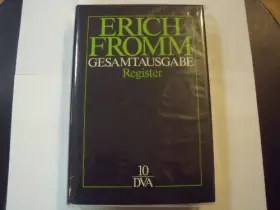 ERICH
FROMM
GESAMTAUSGABE
Register
10
DVA